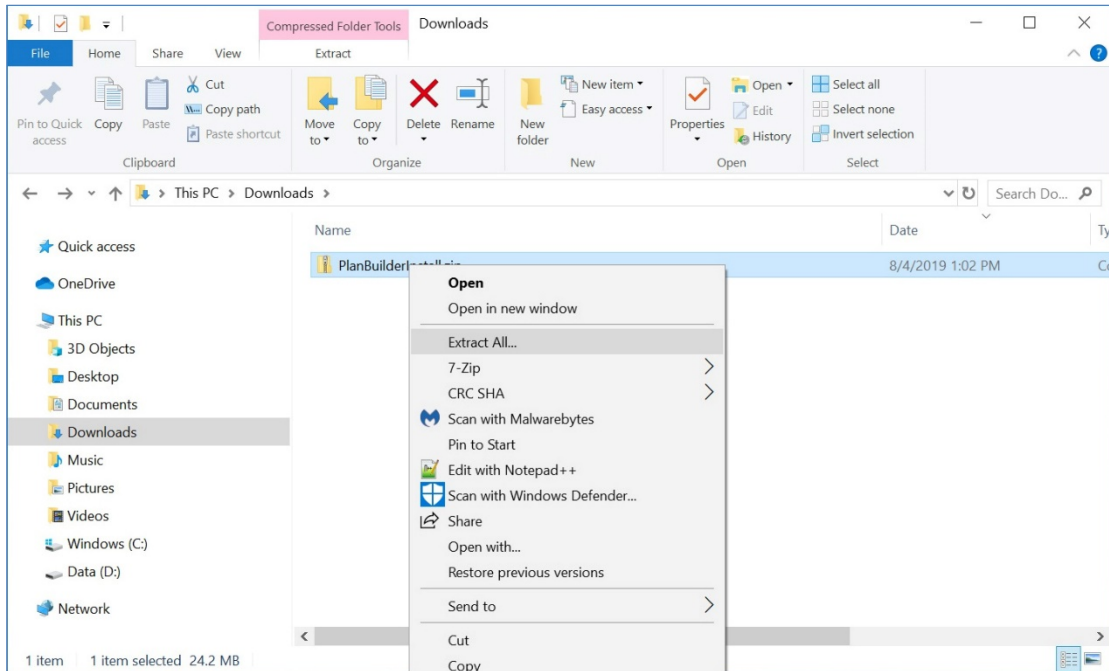 Compressed Folder Tools Downloads
File Home Share View Extract
Pin to Quick access
Copy
Paste
Cut
Copy path
Paste shortcut
Clipboard
Move to
Copy to
Delete
Rename
Organize
New folder
New item
Easy access
New
Properties
Open
Edit
History
Open
Select all
Select none
Invert selection
Select
This PC > Downloads >
Search Do...
Name Date
Quick access
OneDrive
This PC
3D Objects
Desktop
Documents
Downloads
Music
Pictures
Videos
Windows (C:)
Data (D:)
Network
PlanBuilderInstall.zip 8/4/2019 1:02 PM
Open
Open in new window
Extract All...
7-Zip
CRC SHA
Scan with Malwarebytes
Pin to Start
Edit with Notepad++
Scan with Windows Defender...
Share
Open with...
Restore previous versions
Send to
Cut
Copy
1 item 1 item selected 24.2 MB